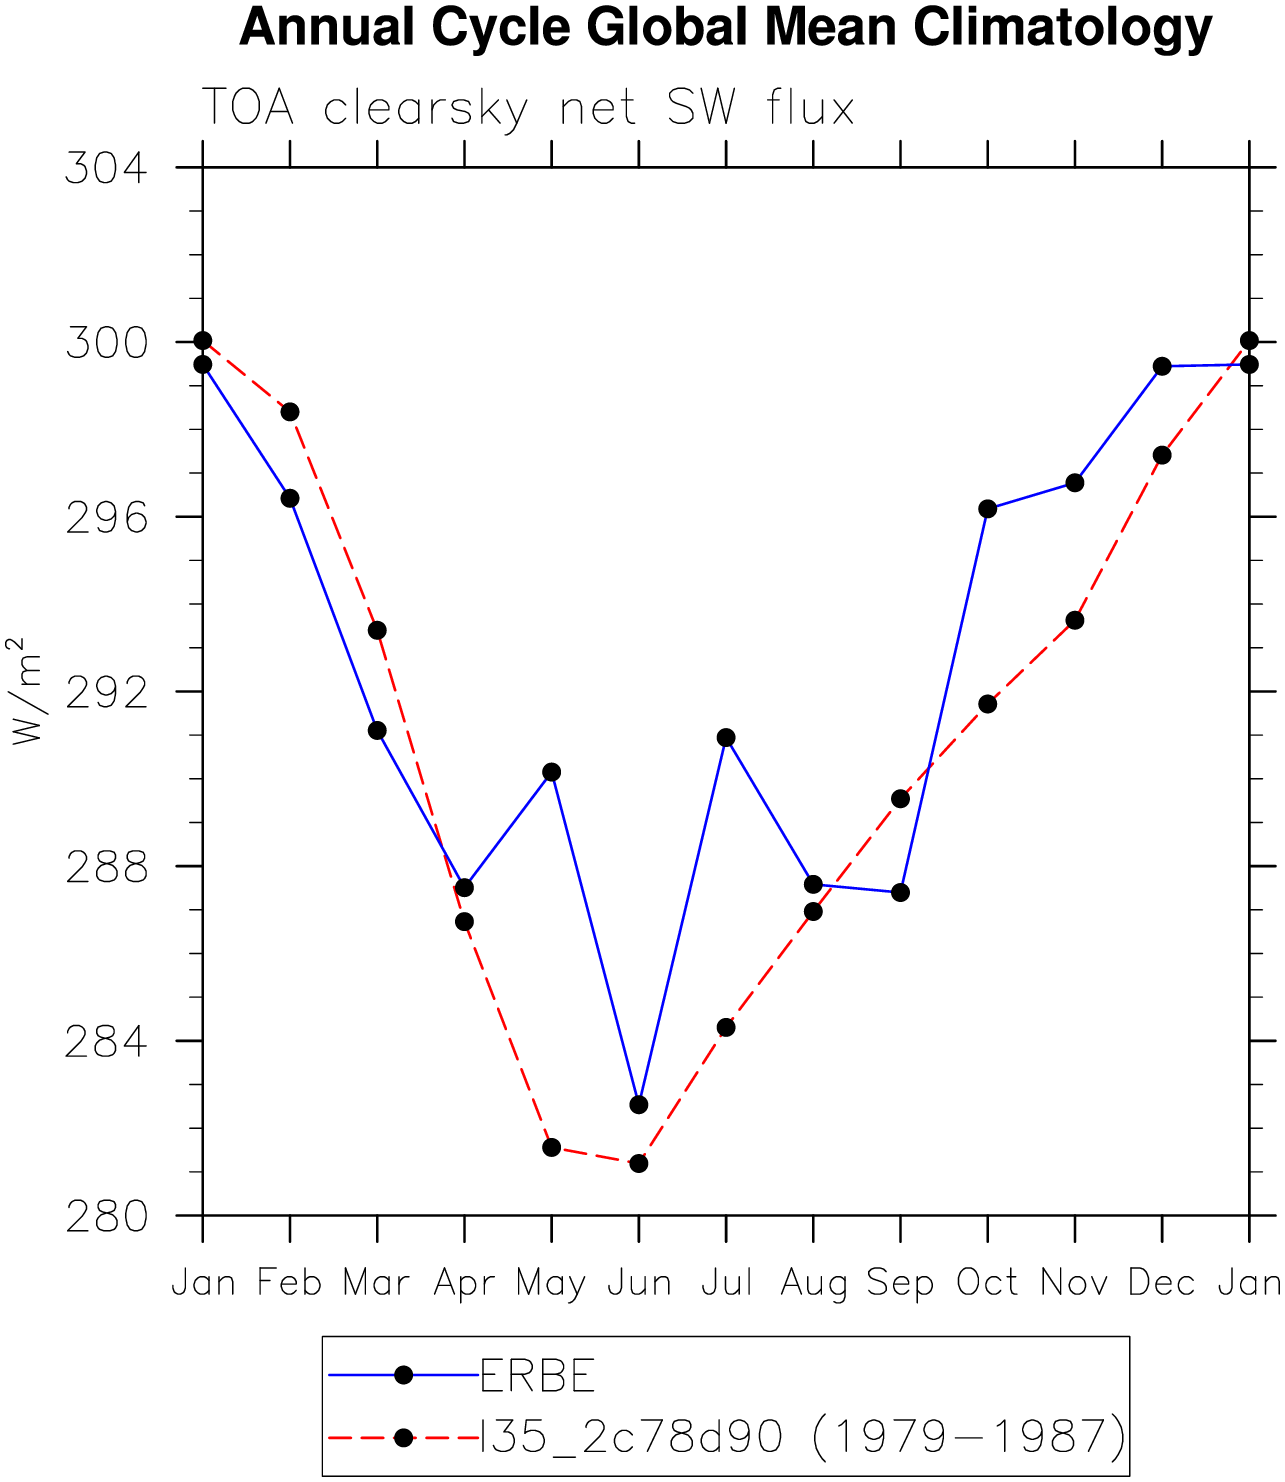 Annual Cycle Global Mean Climatology
TOA clearsky net SW flux
304
300
296
292
288
284
280
W/m²
Jan Feb Mar Apr May Jun Jul Aug Sep Oct Nov Dec Jan
ERBE
I35_2c78d90 (1979-1987)